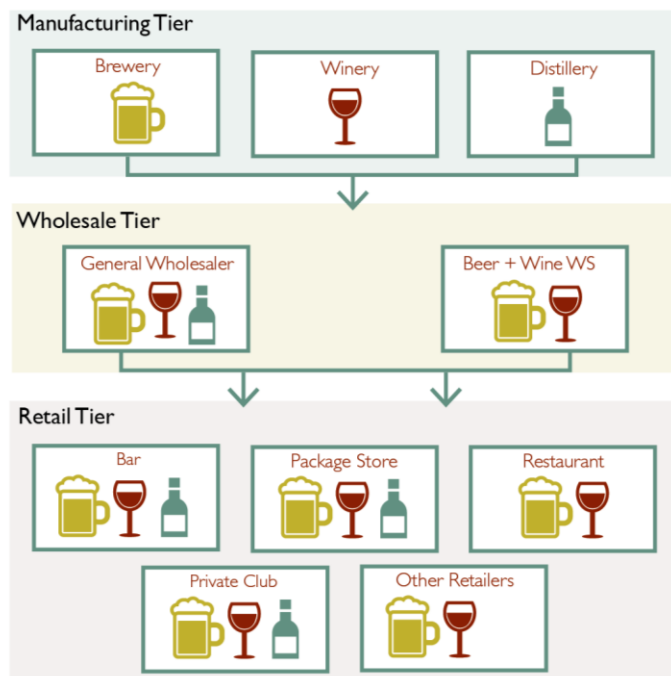 Manufacturing Tier
Brewery
Winery
Distillery
Wholesale Tier
General Wholesaler
Beer + Wine WS
Retail Tier
Bar
Package Store
Restaurant
Private Club
Other Retailers